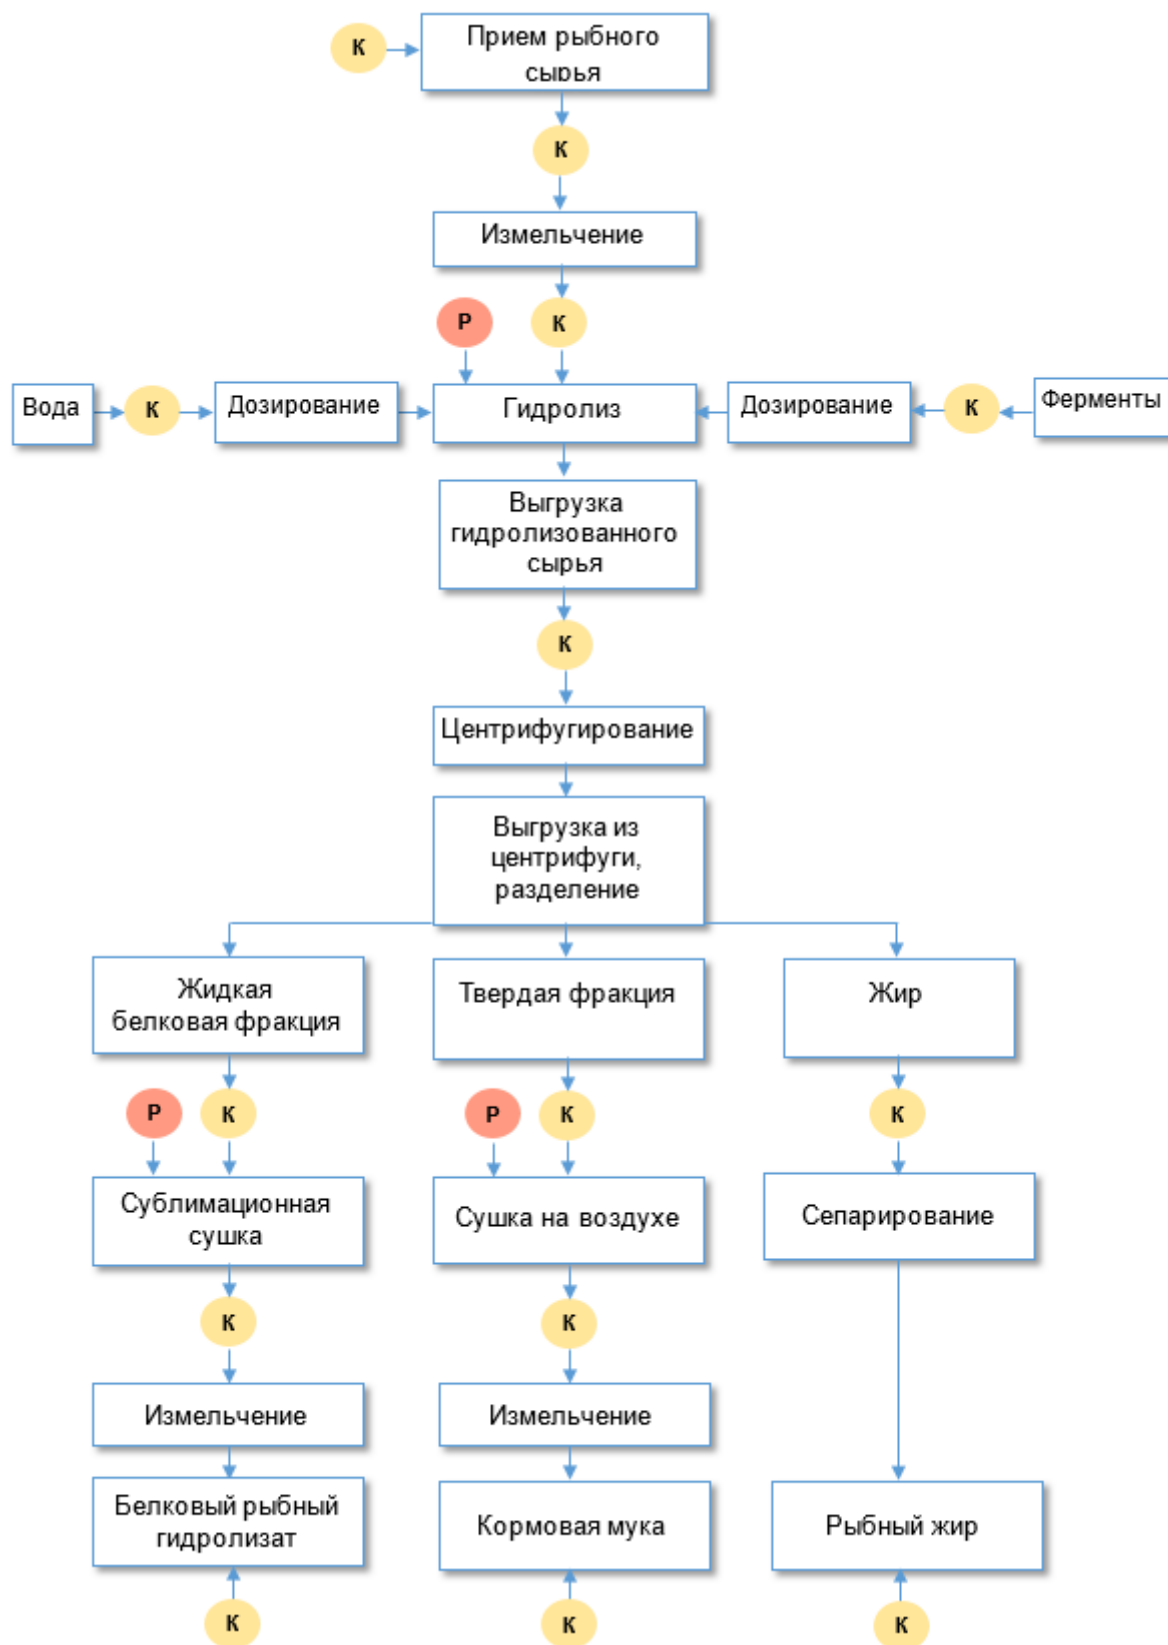 К
Прием рыбного
сырья
К
Измельчение
Р
К
Вода
К
Дозирование
Гидролиз
Дозирование
К
Ферменты
Выгрузка
гидролизованного
сырья
К
Центрифугирование
Выгрузка из
центрифуги,
разделение
Жидкая
белковая фракция
Твердая фракция
Жир
Р
К
Р
К
К
Сублимационная
сушка
Сушка на воздухе
Сепарирование
К
К
Измельчение
Измельчение
Белковый рыбный
гидролизат
Кормовая мука
Рыбный жир
К
К
К